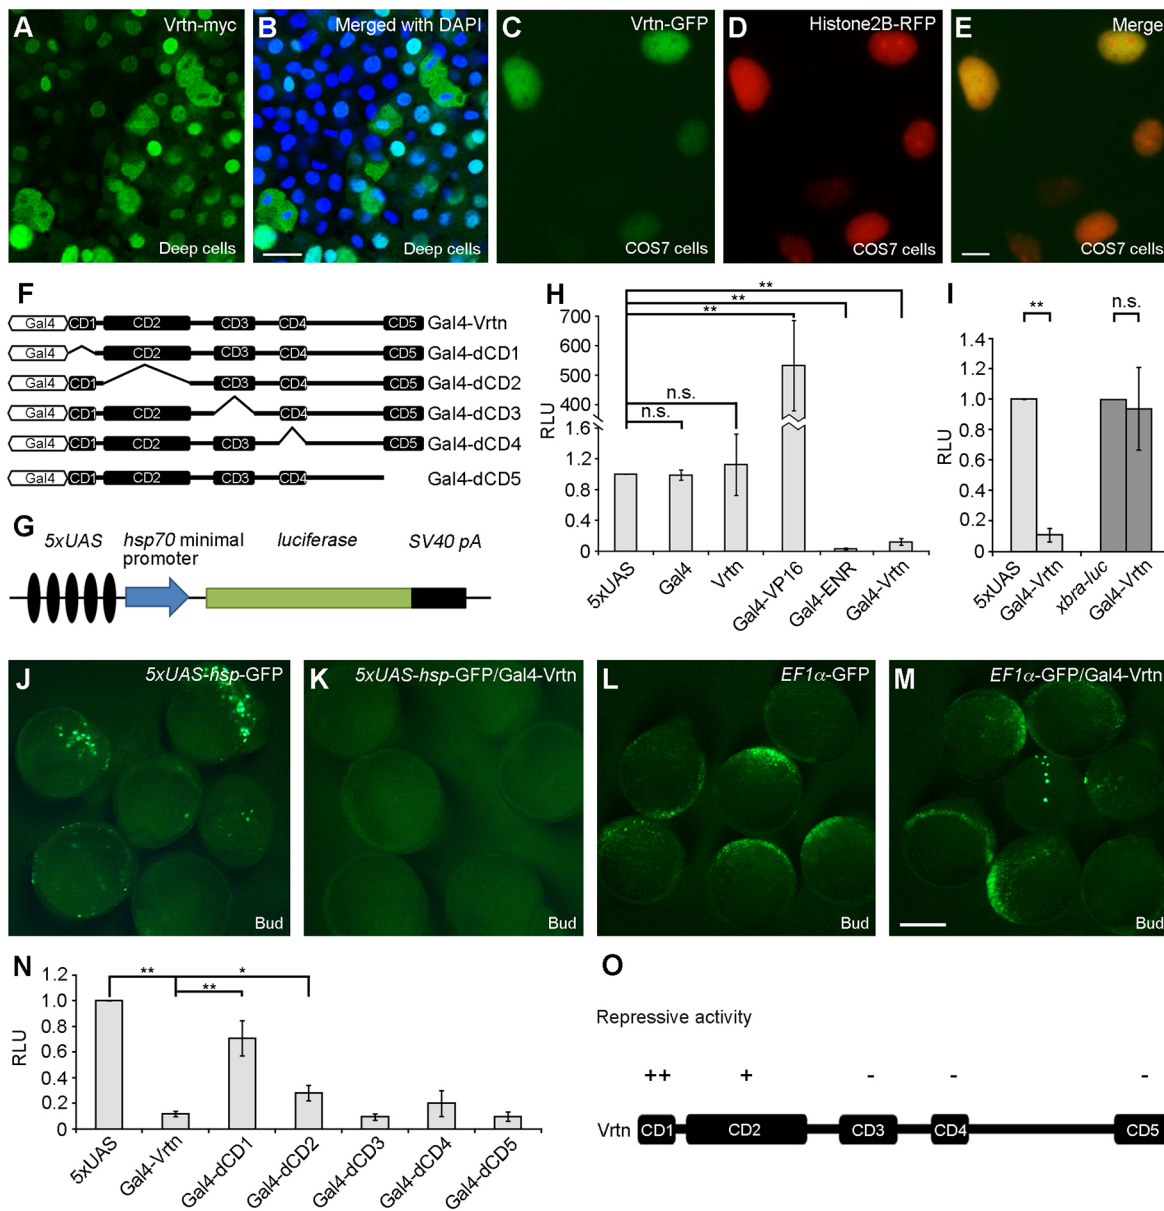 A Vrtn-myc Deep cells
B Merged with DAPI Deep cells
C Vrtn-GFP COS7 cells
D Histone2B-RFP COS7 cells
E Merge COS7 cells
F
Gal4 CD1 CD2 CD3 CD4 CD5 Gal4-Vrtn
Gal4 CD2 CD3 CD4 CD5 Gal4-dCD1
Gal4 CD1 CD3 CD4 CD5 Gal4-dCD2
Gal4 CD1 CD2 CD4 CD5 Gal4-dCD3
Gal4 CD1 CD2 CD3 CD5 Gal4-dCD4
Gal4 CD1 CD2 CD3 CD4 Gal4-dCD5
G
5xUAS hsp70 minimal promoter luciferase SV40 pA
H
**
**
**
n.s.
n.s.
700
600
500
400
1.6
1.2
0.8
0.4
0
RLU
5xUAS
Gal4
Vrtn
Gal4-VP16
Gal4-ENR
Gal4-Vrtn
I
** n.s.
1.4
1.2
1.0
0.8
0.6
0.4
0.2
0
RLU
5xUAS
Gal4-Vrtn
xbra-luc
Gal4-Vrtn
J 5xUAS-hsp-GFP Bud
K 5xUAS-hsp-GFP/Gal4-Vrtn Bud
L EF1α-GFP Bud
M EF1α-GFP/Gal4-Vrtn Bud
N
** *
**
1.2
1.0
0.8
0.6
0.4
0.2
0
RLU
5xUAS
Gal4-Vrtn
Gal4-dCD1
Gal4-dCD2
Gal4-dCD3
Gal4-dCD4
Gal4-dCD5
O
Repressive activity
++ + - - -
Vrtn CD1 CD2 CD3 CD4 CD5